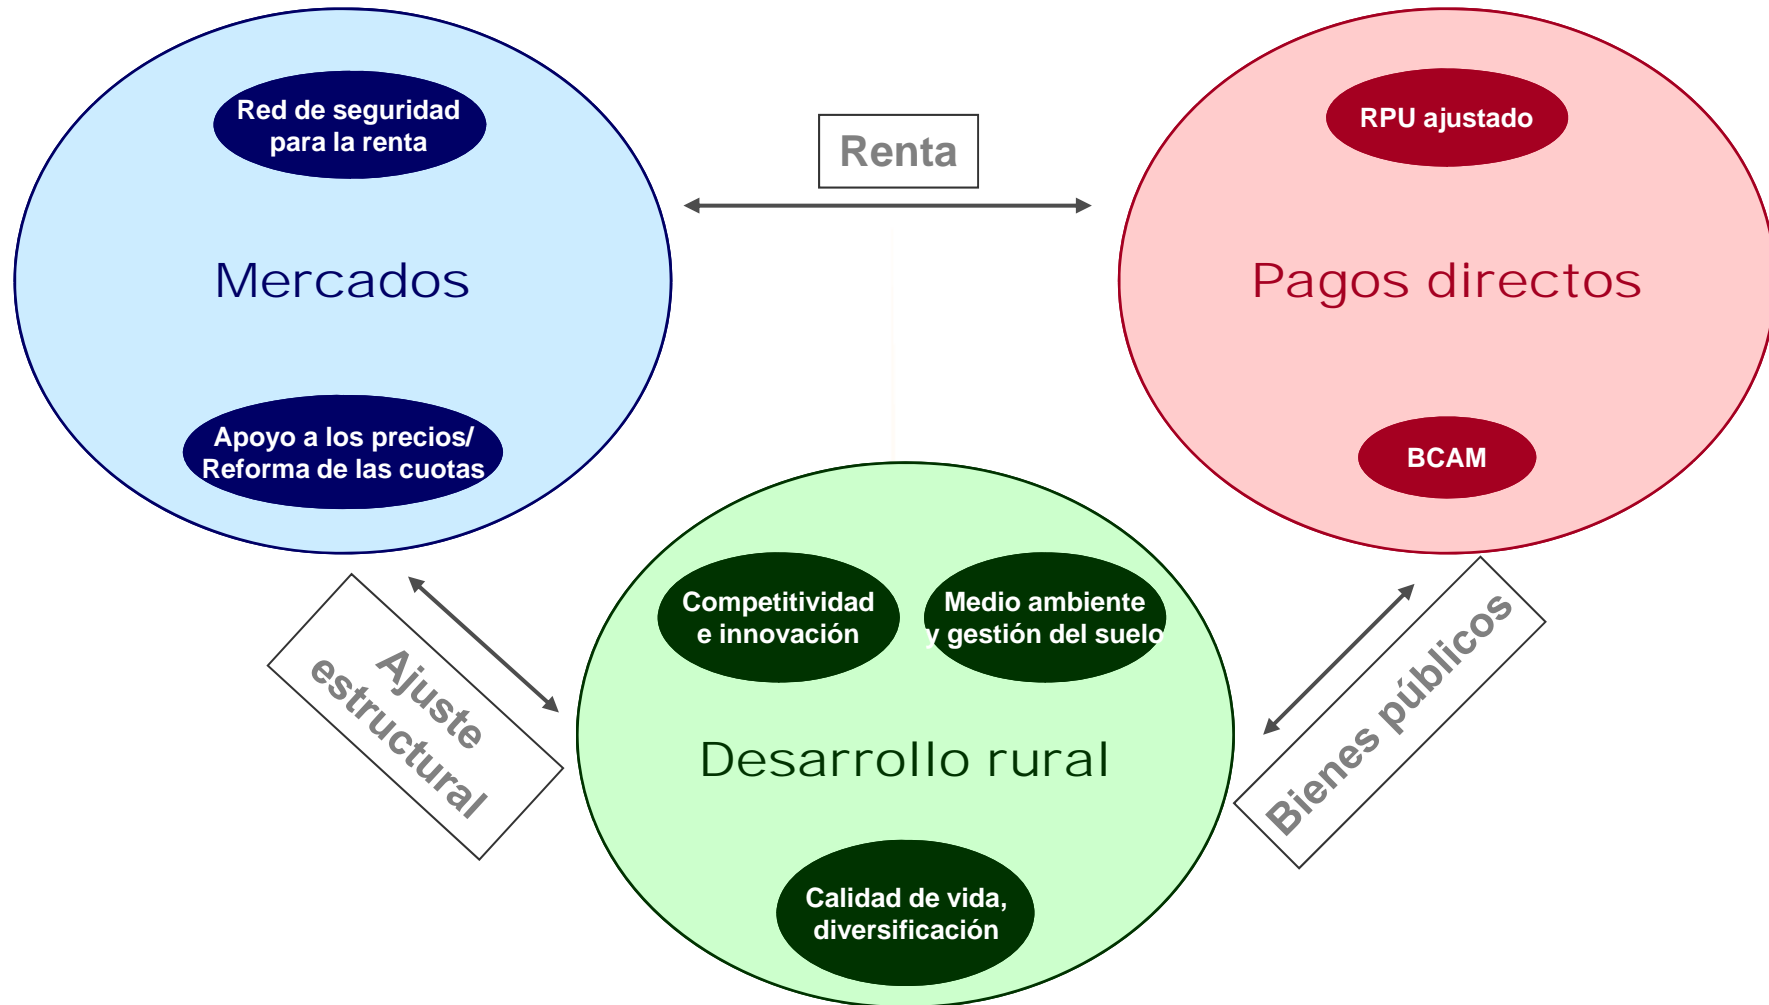 Red de seguridad
para la renta
Mercados
Apoyo a los precios/
Reforma de las cuotas
Renta
RPU ajustado
Pagos directos
BCAM
Ajuste
estructural
Competitividad
e innovación
Medio ambiente
y gestión del suelo
Desarrollo rural
Calidad de vida,
diversificación
Bienes públicos